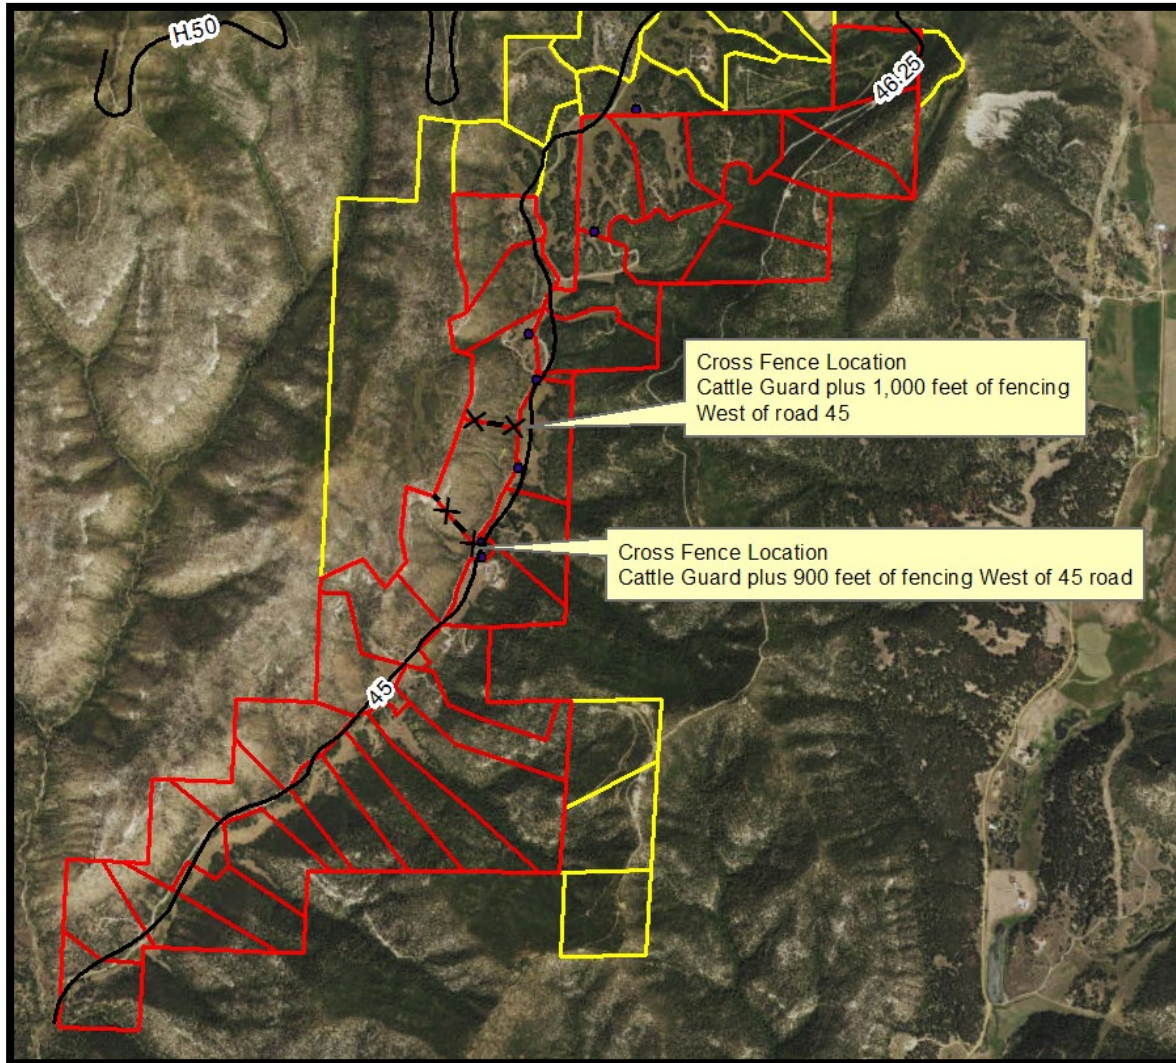 H.50
46.25
Cross Fence Location
Cattle Guard plus 1,000 feet of fencing
West of road 45
Cross Fence Location
Cattle Guard plus 900 feet of fencing West of 45 road
45